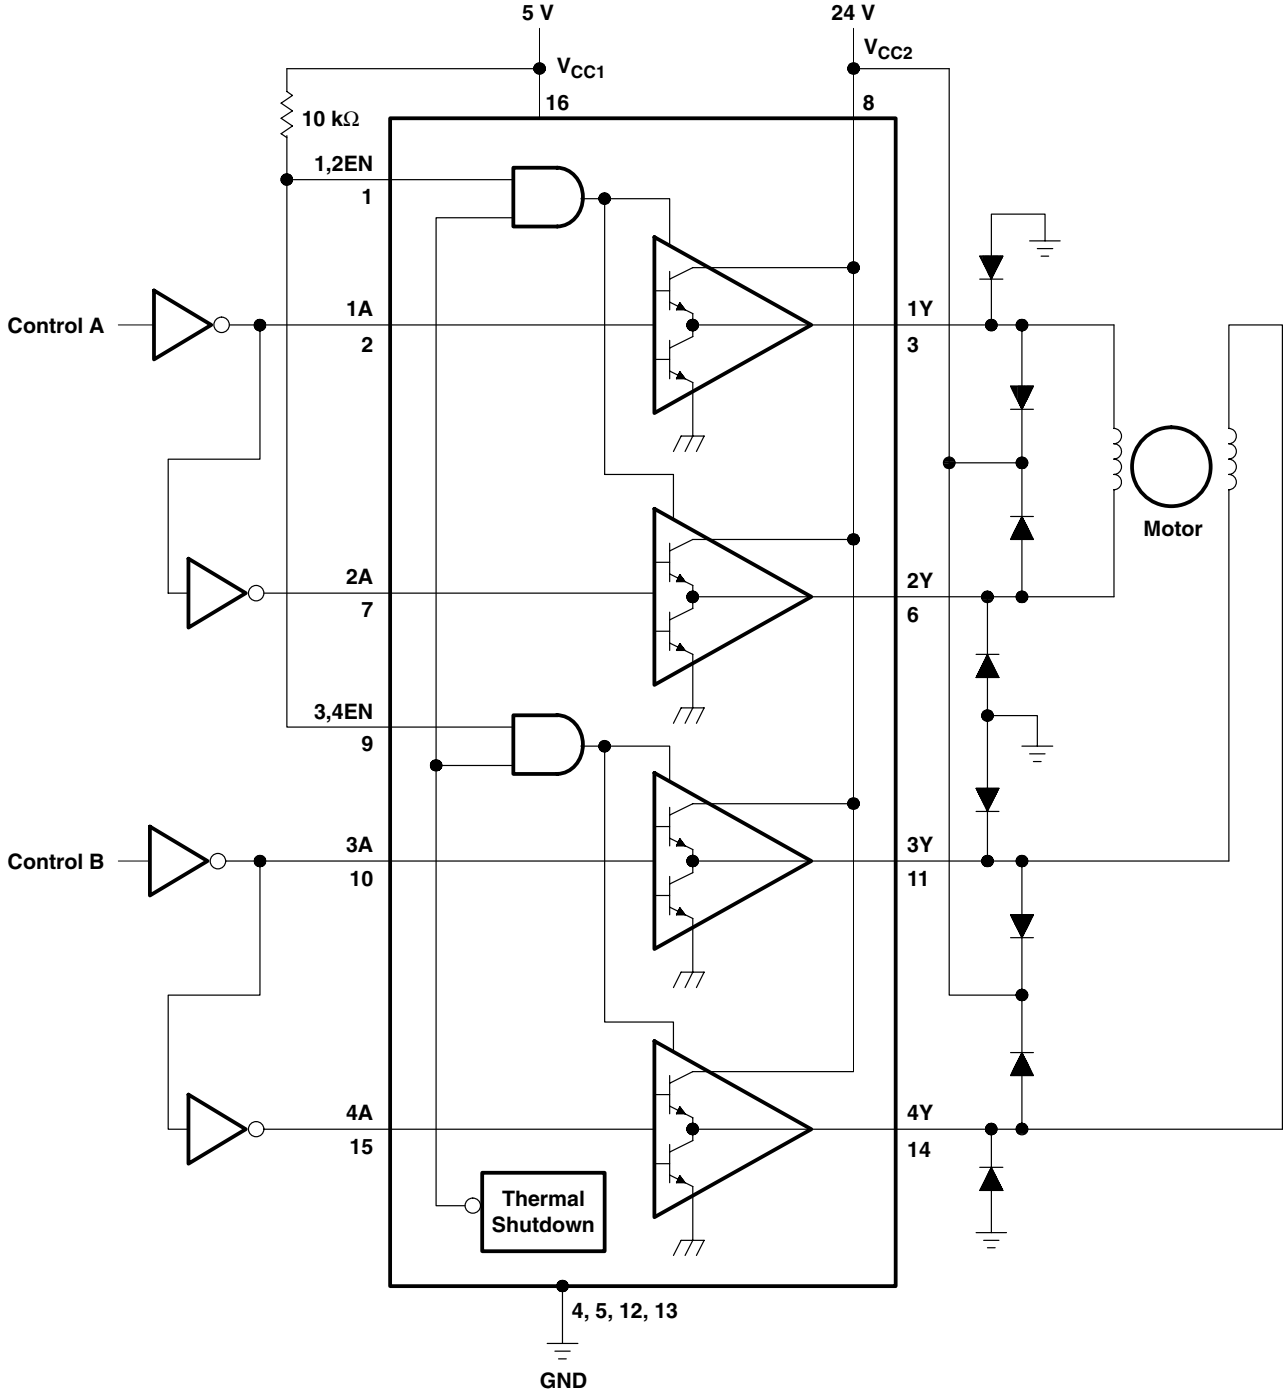 5 V
24 V
VCC1
VCC2
16
8
10 kΩ
1,2EN
1
Control A
1A
2
1Y
3
Motor
2A
7
2Y
6
3,4EN
9
Control B
3A
10
3Y
11
4A
15
4Y
14
Thermal
Shutdown
4, 5, 12, 13
GND